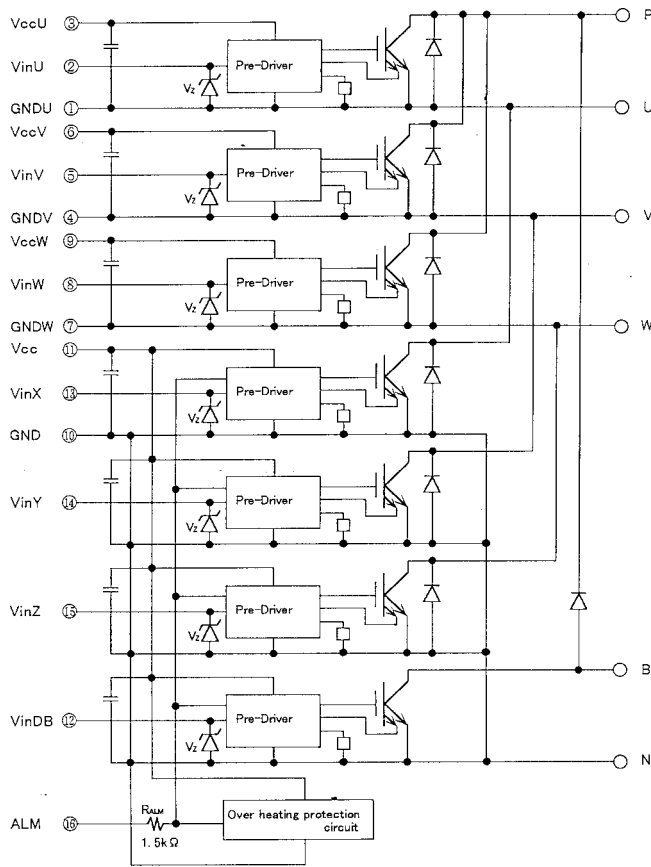 VccU ③ P
VinU ② Pre-Driver
Vz
GNDU ① U
VccV ⑥
VinV ⑤ Pre-Driver
Vz
GNDV ④ V
VccW ⑨
VinW ⑧ Pre-Driver
Vz
GNDW ⑦ W
Vcc ⑪
VinX ⑬ Pre-Driver
Vz
GND ⑩
VinY ⑭ Pre-Driver
Vz
VinZ ⑮ Pre-Driver
Vz
B
VinDB ⑫ Pre-Driver
Vz
N
ALM ⑯ RALM Over heating protection
circuit
1.5kΩ